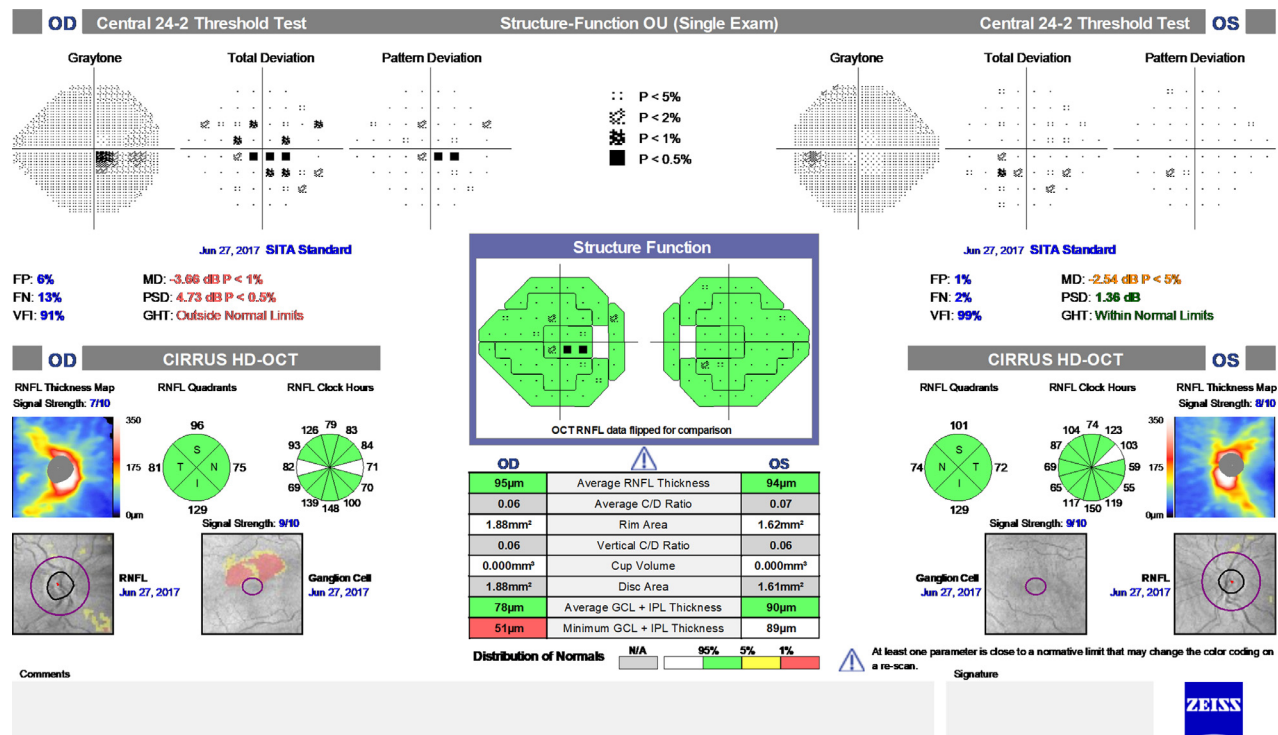 OD Central 24-2 Threshold Test Structure-Function OU (Single Exam) Central 24-2 Threshold Test OS
Graytone Total Deviation Pattern Deviation Graytone Total Deviation Pattern Deviation
P < 5%
P < 2%
P < 1%
P < 0.5%
Jun 27, 2017 SITA Standard
FP: 6% MD: -3.66 dB P < 1%
FN: 13% PSD: 4.73 dB P < 0.5%
VFI: 91% GHT: Outside Normal Limits
Structure Function
OCT RNFL data flipped for comparison
Jun 27, 2017 SITA Standard
FP: 1% MD: -2.54 dB P < 5%
FN: 2% PSD: 1.36 dB
VFI: 99% GHT: Within Normal Limits
OD CIRRUS HD-OCT
RNFL Thickness Map RNFL Quadrants RNFL Clock Hours
Signal Strength: 7/10
350
175
0µm
96
S
81 T N 75
I
129
126 79 83
93 84
82 71
69 70
139 148 100
Signal Strength: 9/10
RNFL
Jun 27, 2017
Ganglion Cell
Jun 27, 2017
OD OS
95µm Average RNFL Thickness 94µm
0.06 Average C/D Ratio 0.07
1.88mm² Rim Area 1.62mm²
0.06 Vertical C/D Ratio 0.06
0.000mm³ Cup Volume 0.000mm³
1.88mm² Disc Area 1.61mm²
78µm Average GCL + IPL Thickness 90µm
51µm Minimum GCL + IPL Thickness 89µm
Distribution of Normals N/A 95% 5% 1%
CIRRUS HD-OCT OS
RNFL Quadrants RNFL Clock Hours RNFL Thickness Map
Signal Strength: 8/10
101
S
74 N T 72
I
129
104 74 123
87 103
69 59
65 55
117 150 119
350
175
0µm
Signal Strength: 9/10
Ganglion Cell
Jun 27, 2017
RNFL
Jun 27, 2017
At least one parameter is close to a normative limit that may change the color coding on
a re-scan.
Comments
Signature
ZEISS